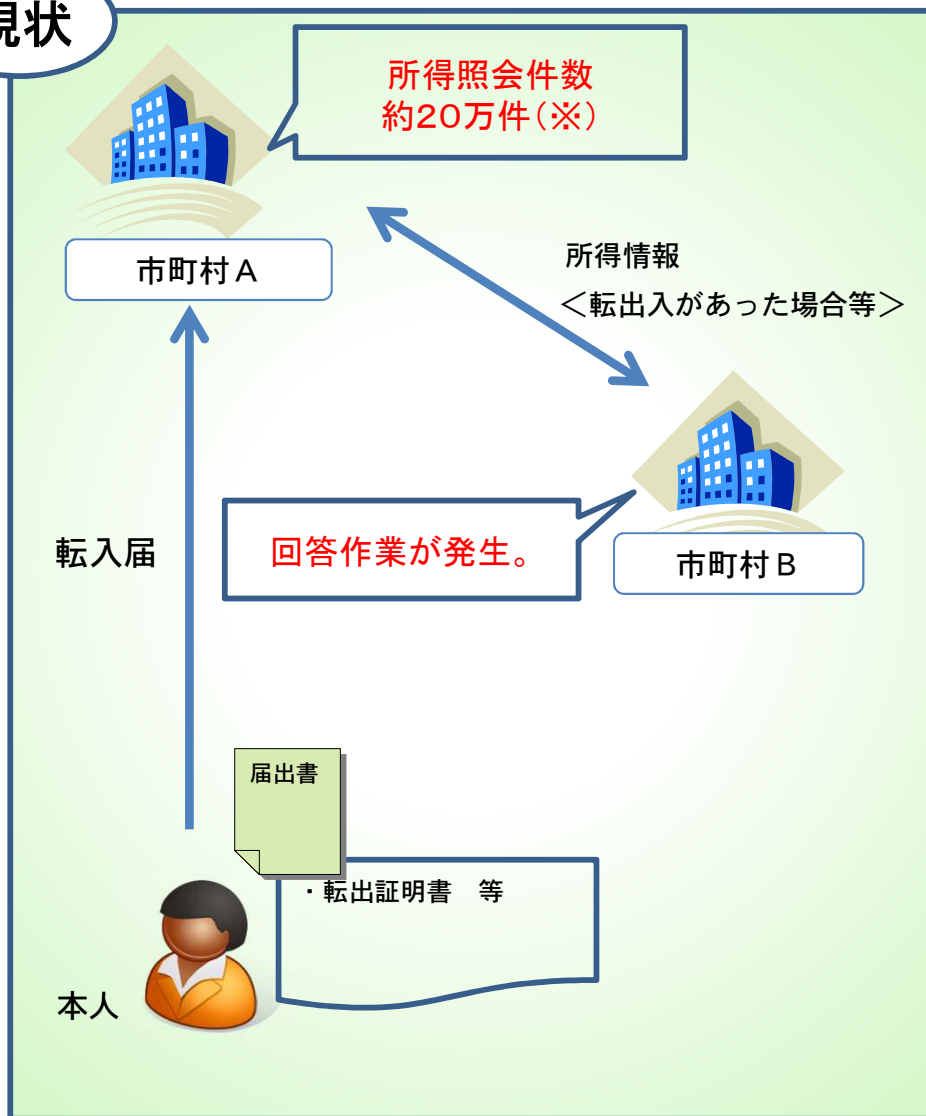 現状
所得照会件数
約20万件(※)
市町村A
所得情報
＜転出入があった場合等＞
転入届
回答作業が発生。
市町村B
届出書
・転出証明書　等
本人